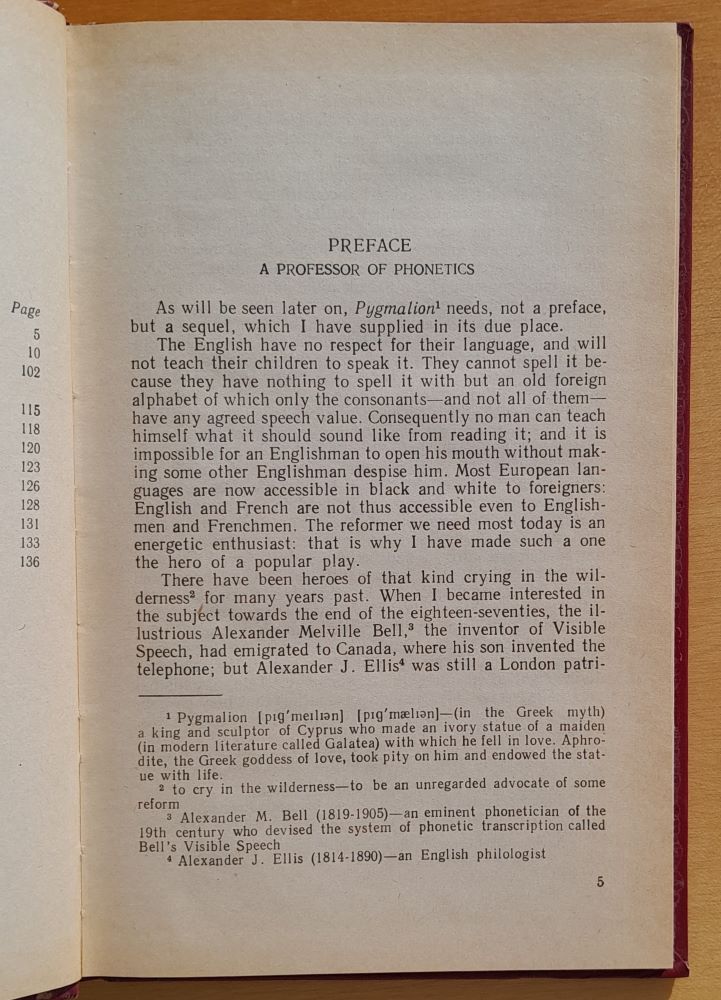 Page
5
10
102
115
118
120
123
126
128
131
133
136
PREFACE
A PROFESSOR OF PHONETICS
As will be seen later on, Pygmalion¹ needs, not a preface,
but a sequel, which I have supplied in its due place.
The English have no respect for their language, and will
not teach their children to speak it. They cannot spell it be-
cause they have nothing to spell it with but an old foreign
alphabet of which only the consonants—and not all of them—
have any agreed speech value. Consequently no man can teach
himself what it should sound like from reading it; and it is
impossible for an Englishman to open his mouth without mak-
ing some other Englishman despise him. Most European lan-
guages are now accessible in black and white to foreigners:
English and French are not thus accessible even to English-
men and Frenchmen. The reformer we need most today is an
energetic enthusiast: that is why I have made such a one
the hero of a popular play.
There have been heroes of that kind crying in the wil-
derness² for many years past. When I became interested in
the subject towards the end of the eighteen-seventies, the il-
lustrious Alexander Melville Bell,³ the inventor of Visible
Speech, had emigrated to Canada, where his son invented the
telephone; but Alexander J. Ellis⁴ was still a London patri-
¹ Pygmalion [pɪg'meɪlɪən] [pɪg'mælɪən]—(in the Greek myth)
a king and sculptor of Cyprus who made an ivory statue of a maiden
(in modern literature called Galatea) with which he fell in love. Aphro-
dite, the Greek goddess of love, took pity on him and endowed the stat-
ue with life.
² to cry in the wilderness—to be an unregarded advocate of some
reform
³ Alexander M. Bell (1819-1905)—an eminent phonetician of the
19th century who devised the system of phonetic transcription called
Bell's Visible Speech
⁴ Alexander J. Ellis (1814-1890)—an English philologist
5